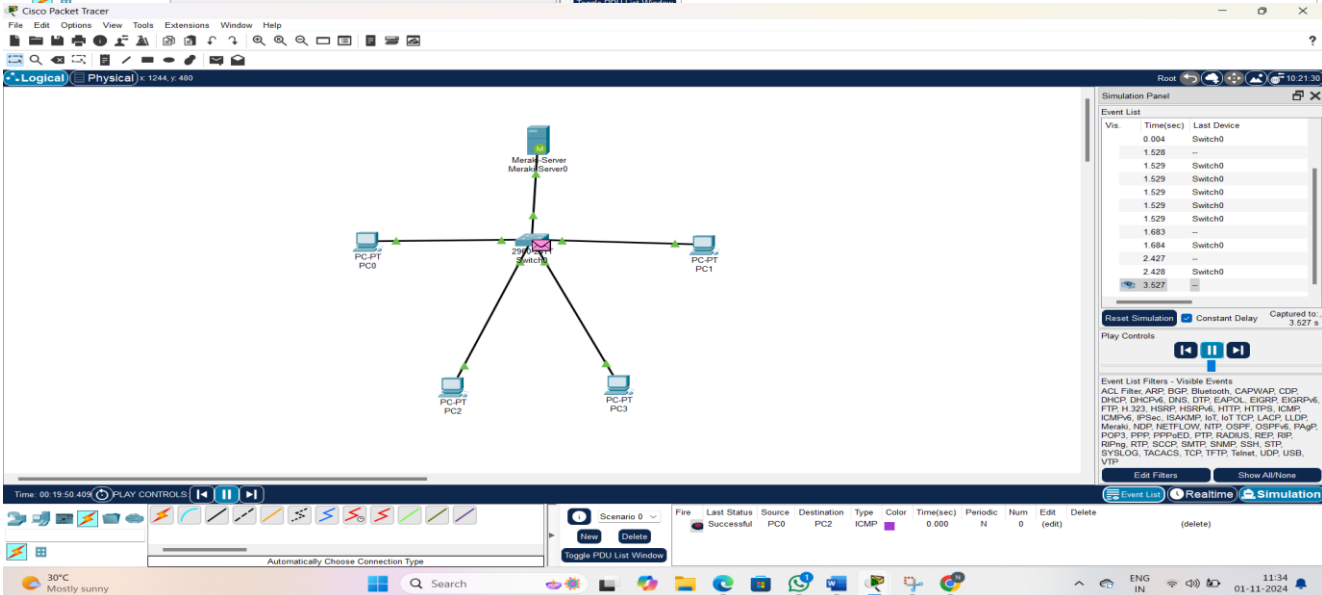 Cisco Packet Tracer
File Edit Options View Tools Extensions Window Help
?
Logical Physical x: 1244, y: 480
Root 10:21:30
Simulation Panel
Event List
Vis. Time(sec) Last Device
0.004 Switch0
1.528 --
1.529 Switch0
1.529 Switch0
1.529 Switch0
1.529 Switch0
1.529 Switch0
1.683 --
1.684 Switch0
2.427 --
2.428 Switch0
3.527 --
Reset Simulation Constant Delay Captured to:
3.527 s
Play Controls
Event List Filters - Visible Events
ACL Filter, ARP, BGP, Bluetooth, CAPWAP, CDP,
DHCP, DHCPv6, DNS, DTP, EAPOL, EIGRP, EIGRPv6,
FTP, H.323, HSRP, HSRPv6, HTTP, HTTPS, ICMP,
ICMPv6, IPSec, ISAKMP, IoT, IoT TCP, LACP, LLDP,
Meraki, NDP, NETFLOW, NTP, OSPF, OSPFv6, PAgP,
POP3, PPP, PPPoED, PTP, RADIUS, REP, RIP,
RIPng, RTP, SCCP, SMTP, SNMP, SSH, STP,
SYSLOG, TACACS, TCP, TFTP, Telnet, UDP, USB,
VTP
Edit Filters Show All/None
Event List Realtime Simulation
Meraki-Server
Meraki Server0
PC-PT
PC0
Switch0
PC-PT
PC1
PC-PT
PC2
PC-PT
PC3
Time: 00:19:50.409 PLAY CONTROLS:
Automatically Choose Connection Type
Scenario 0
New Delete
Toggle PDU List Window
Fire Last Status Source Destination Type Color Time(sec) Periodic Num Edit Delete
Successful PC0 PC2 ICMP 0.000 N 0 (edit) (delete)
30°C
Mostly sunny
Search
ENG
IN
11:34
01-11-2024